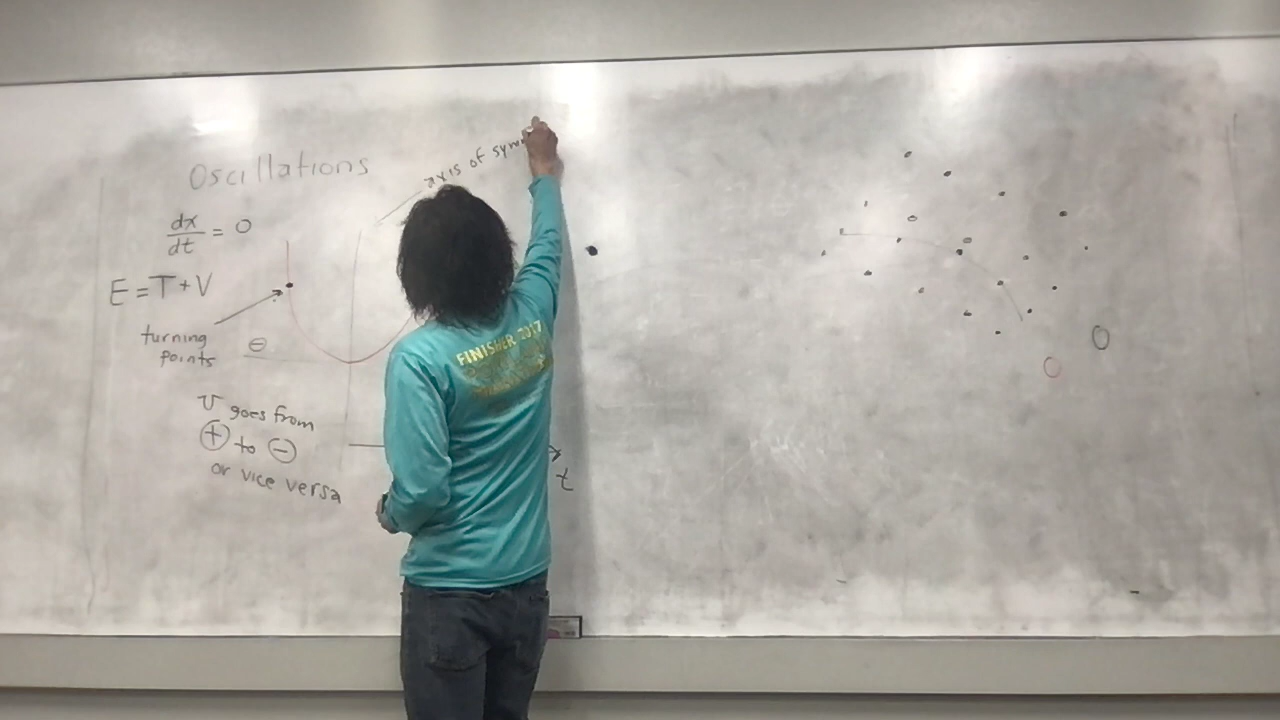 Oscillations
axis of sym
dx
dt = 0
E = T + V
turning
points
⊖
v goes from
⊕ to ⊖
or vice versa
t
FINISHER 2017